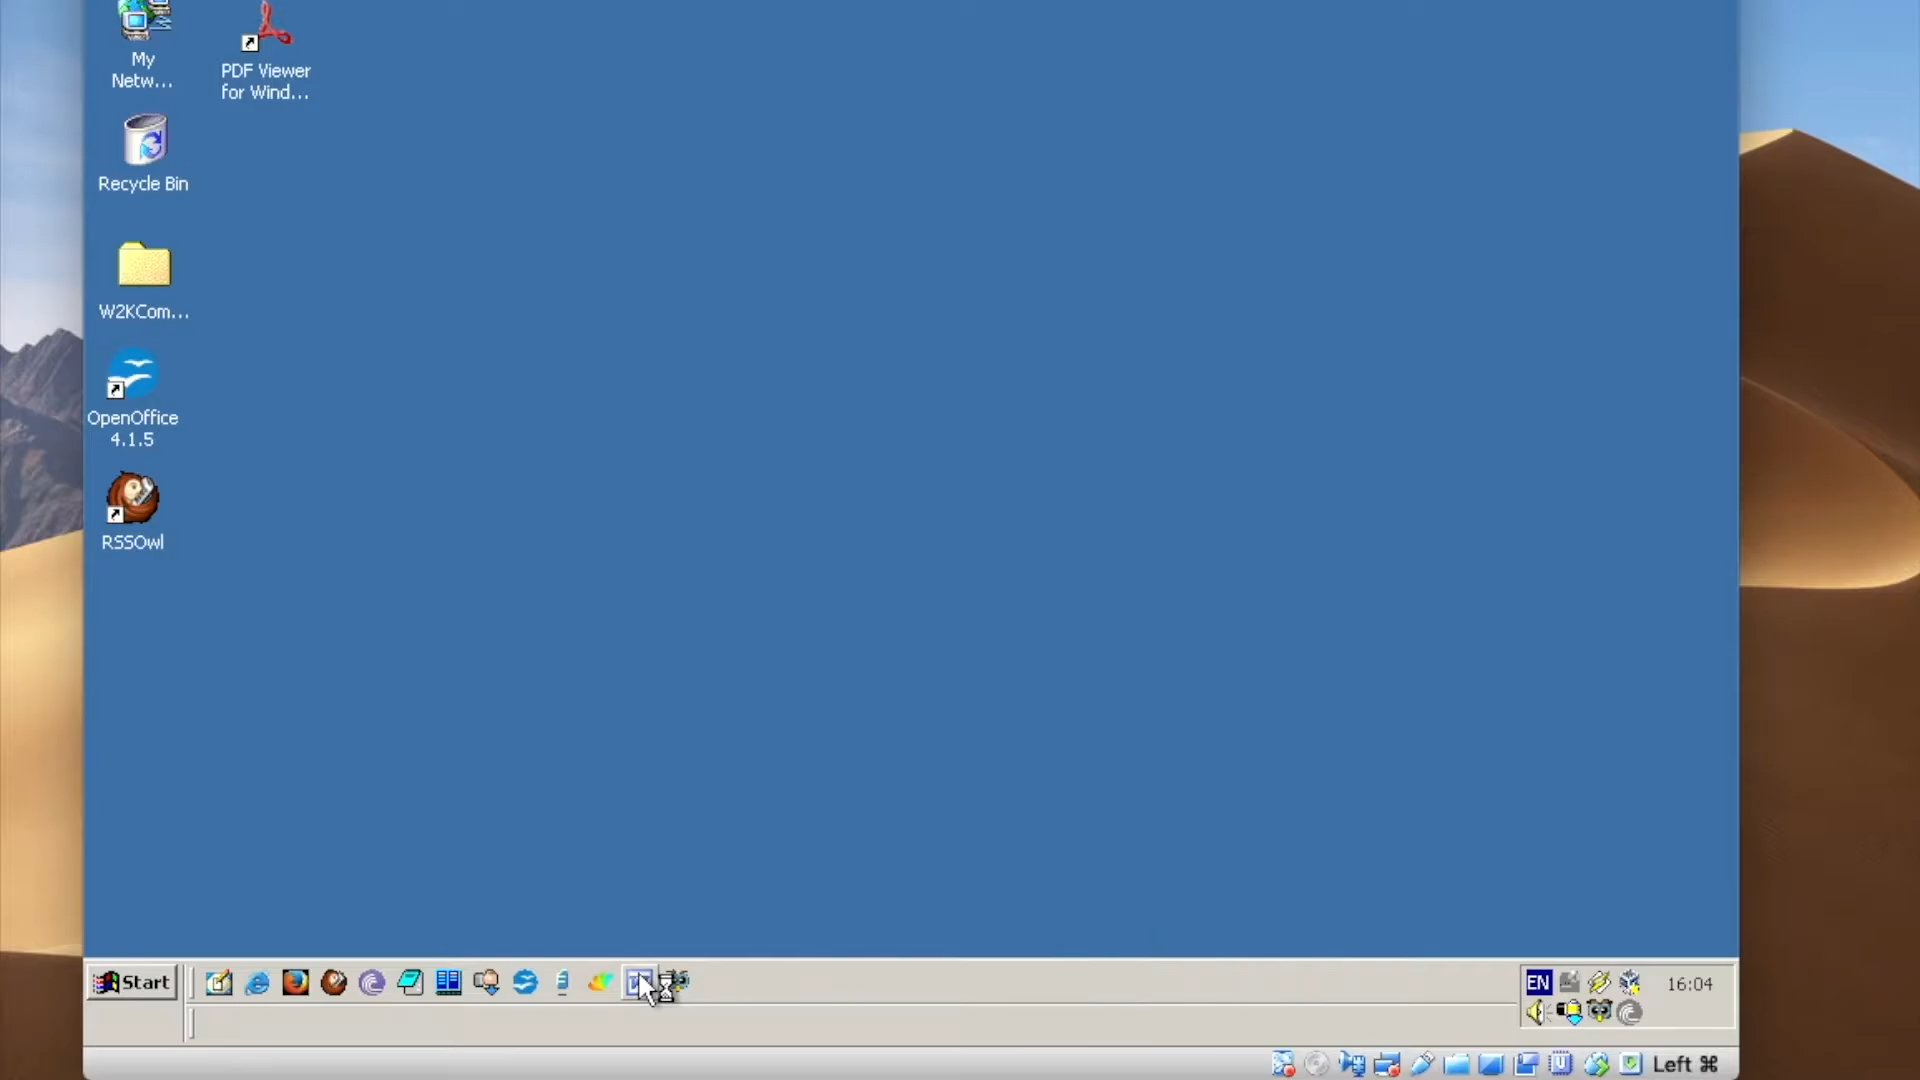 My
Netw...
PDF Viewer
for Wind...
Recycle Bin
W2KCom...
OpenOffice
4.1.5
RSSOwl
Start
EN
16:04
Left ⌘